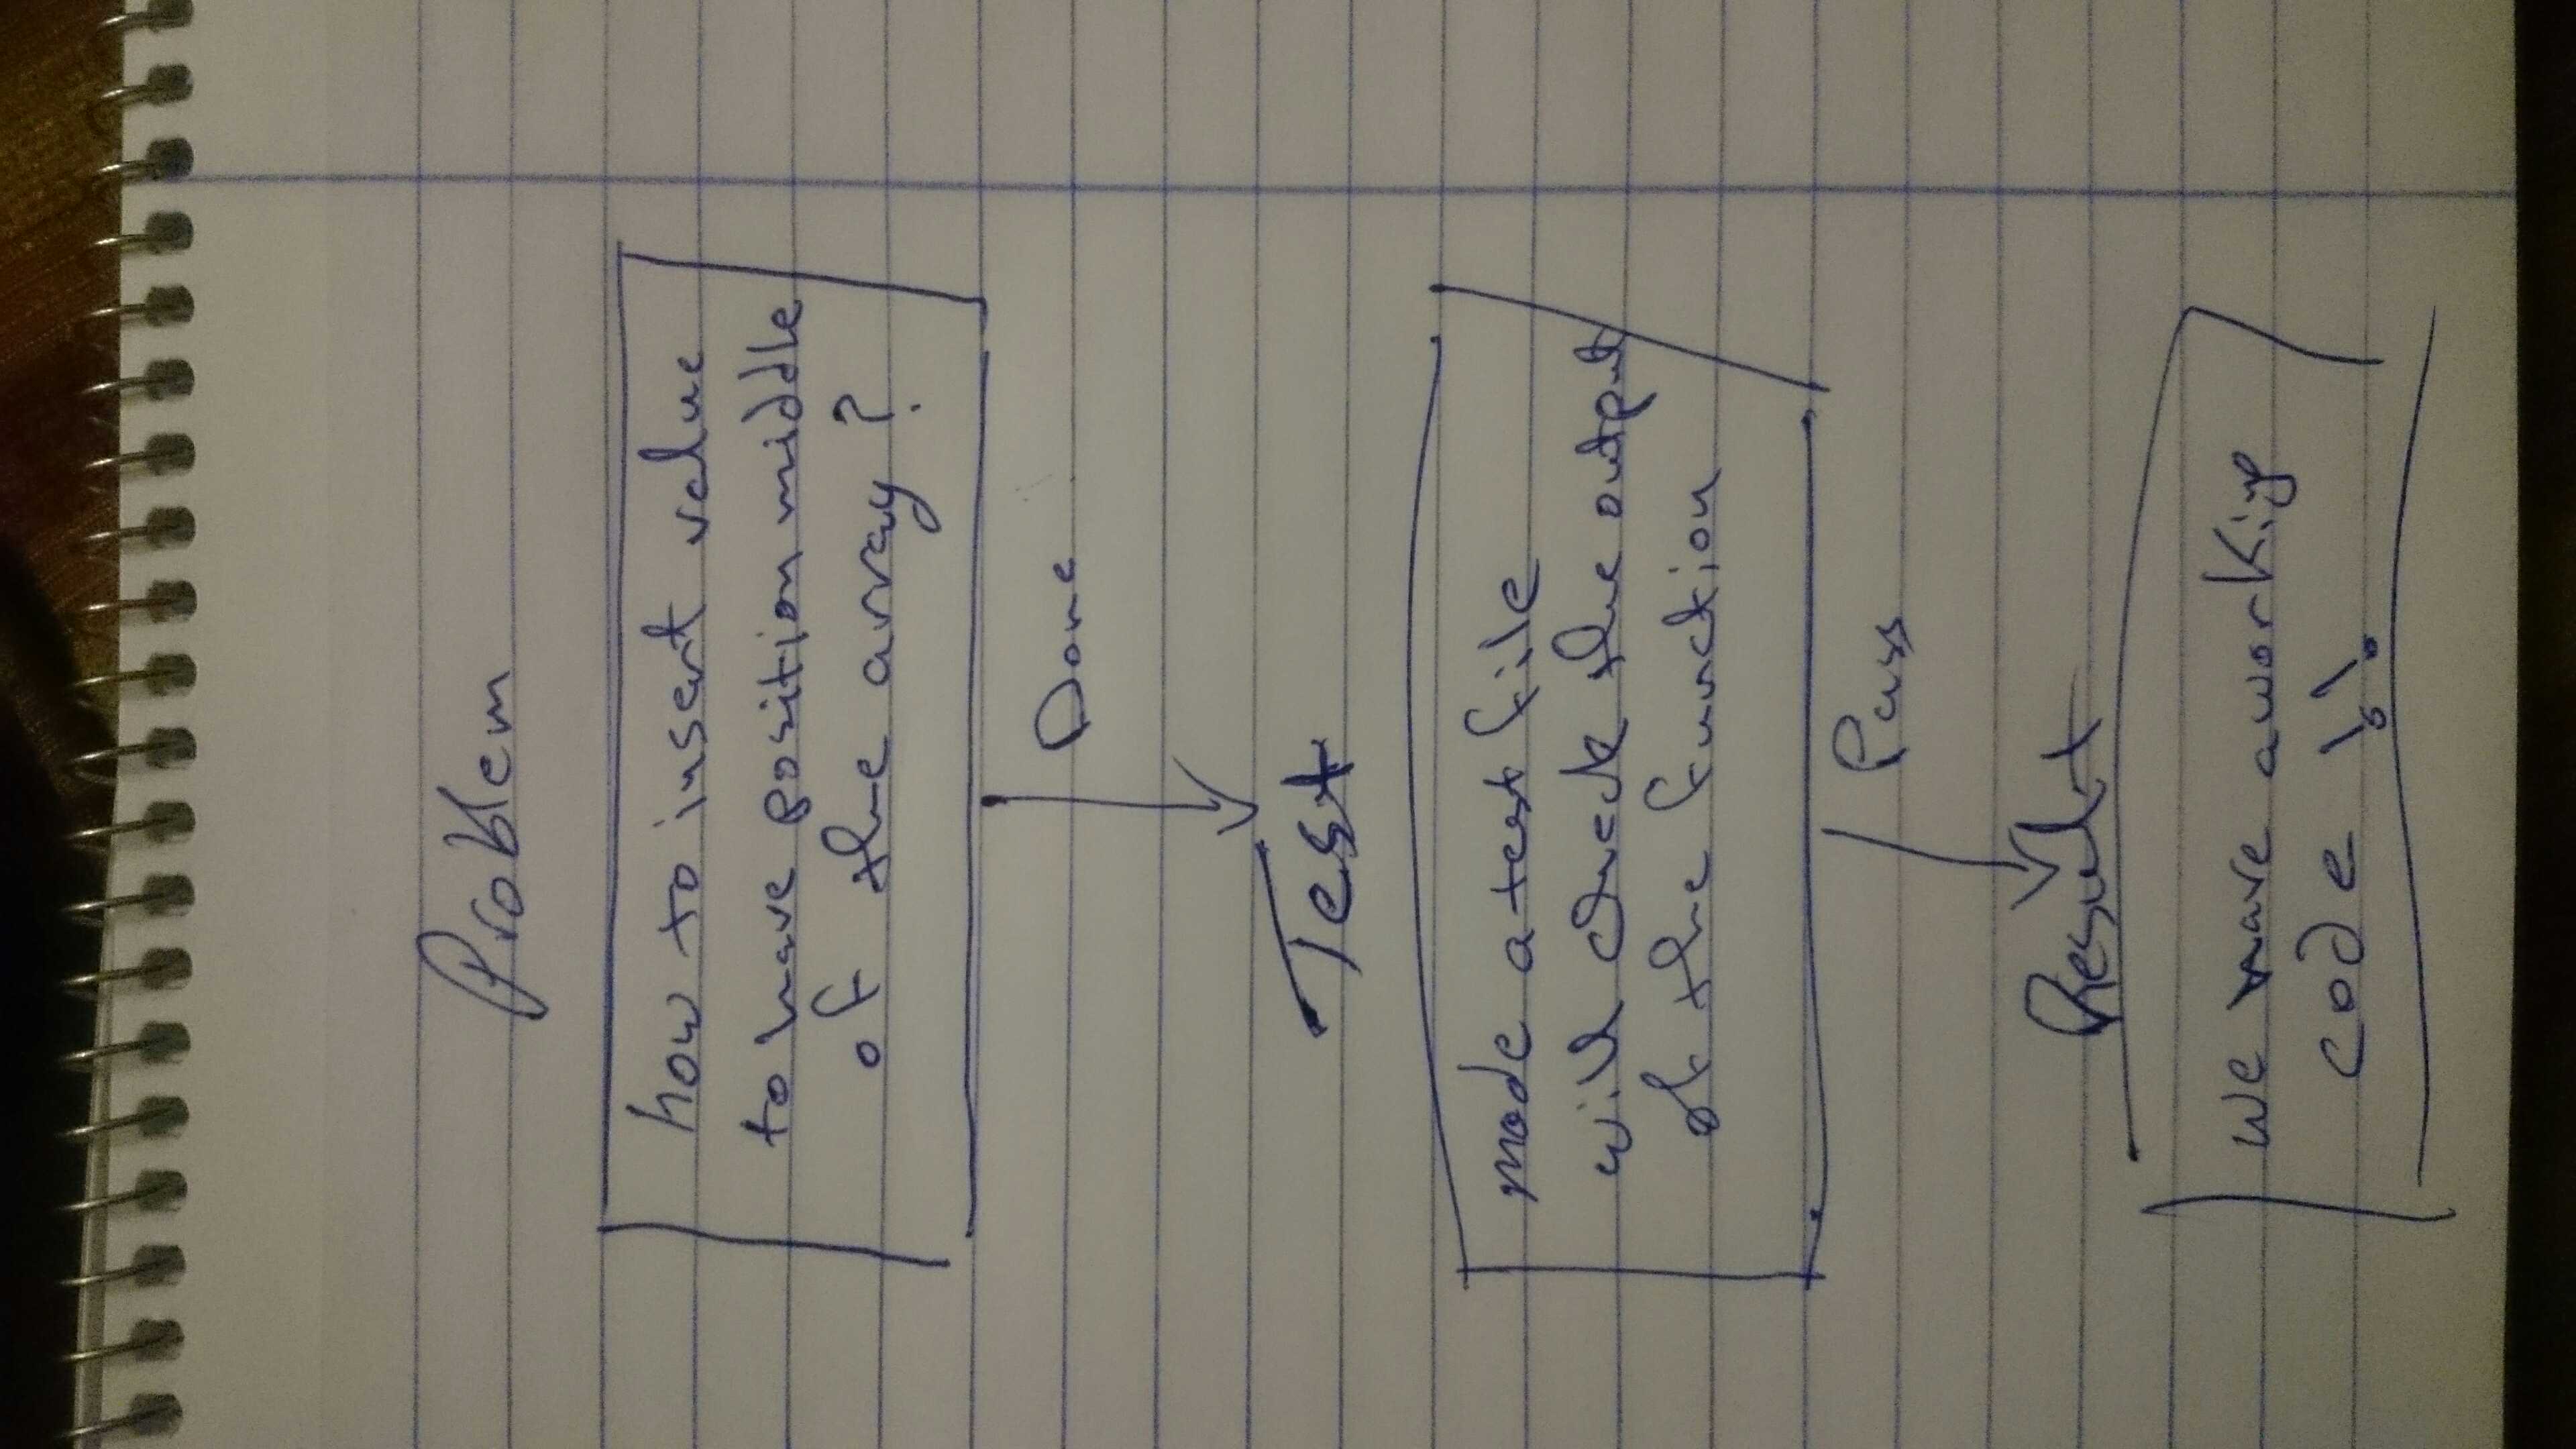 Problem
how to insert value
to have position middle
of the array ?
Done
Test
made a test file
will check the output
of the function
Pass
Result
we have a working
code !!